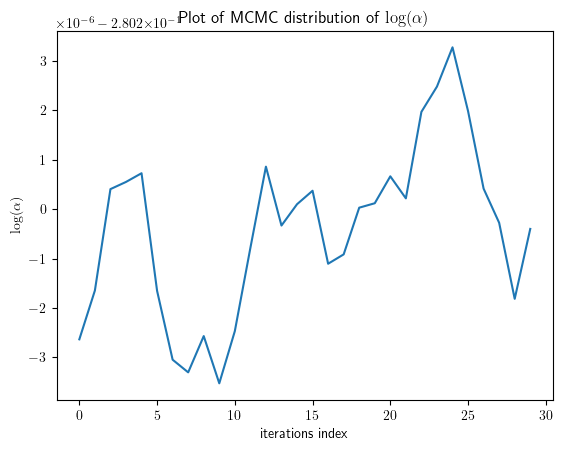 ×10⁻⁶ − 2.802×10⁻
Plot of MCMC distribution of log(α)
3
2
1
0
−1
−2
−3
log(α)
0 5 10 15 20 25 30
iterations index